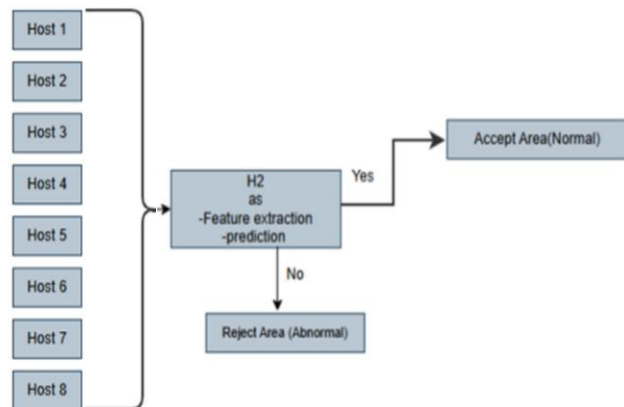 Host 1
Host 2
Host 3
Host 4
Host 5
Host 6
Host 7
Host 8
H2
as
-Feature extraction
-prediction
Yes
Accept Area(Normal)
No
Reject Area (Abnormal)